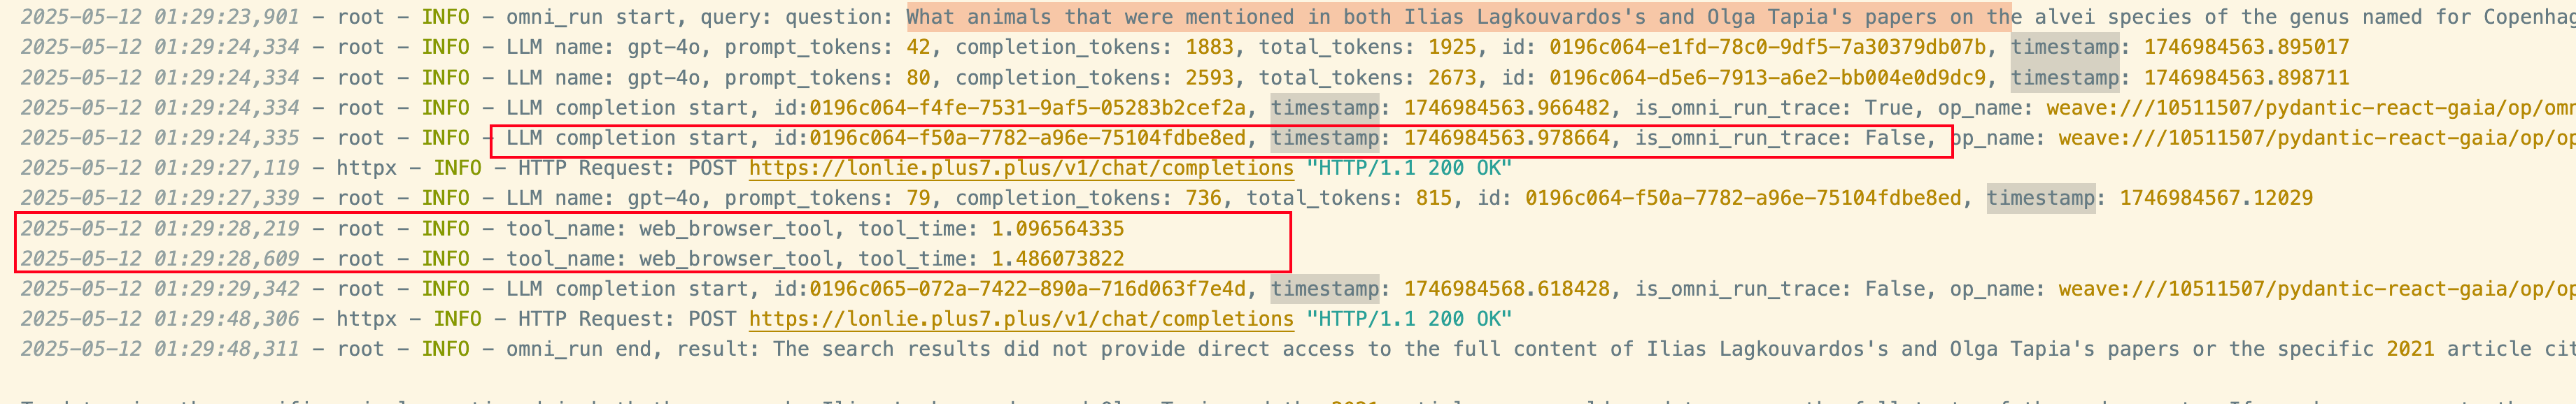 2025-05-12 01:29:23,901 – root – INFO – omni_run start, query: question: What animals that were mentioned in both Ilias Lagkouvardos's and Olga Tapia's papers on the alvei species of the genus named for Copenhag
2025-05-12 01:29:24,334 – root – INFO – LLM name: gpt-4o, prompt_tokens: 42, completion_tokens: 1883, total_tokens: 1925, id: 0196c064-e1fd-78c0-9df5-7a30379db07b, timestamp: 1746984563.895017
2025-05-12 01:29:24,334 – root – INFO – LLM name: gpt-4o, prompt_tokens: 80, completion_tokens: 2593, total_tokens: 2673, id: 0196c064-d5e6-7913-a6e2-bb004e0d9dc9, timestamp: 1746984563.898711
2025-05-12 01:29:24,334 – root – INFO – LLM completion start, id:0196c064-f4fe-7531-9af5-05283b2cef2a, timestamp: 1746984563.966482, is_omni_run_trace: True, op_name: weave:///10511507/pydantic-react-gaia/op/omn
2025-05-12 01:29:24,335 – root – INFO – LLM completion start, id:0196c064-f50a-7782-a96e-75104fdbe8ed, timestamp: 1746984563.978664, is_omni_run_trace: False, op_name: weave:///10511507/pydantic-react-gaia/op/op
2025-05-12 01:29:27,119 – httpx – INFO – HTTP Request: POST https://lonlie.plus7.plus/v1/chat/completions "HTTP/1.1 200 OK"
2025-05-12 01:29:27,339 – root – INFO – LLM name: gpt-4o, prompt_tokens: 79, completion_tokens: 736, total_tokens: 815, id: 0196c064-f50a-7782-a96e-75104fdbe8ed, timestamp: 1746984567.12029
2025-05-12 01:29:28,219 – root – INFO – tool_name: web_browser_tool, tool_time: 1.096564335
2025-05-12 01:29:28,609 – root – INFO – tool_name: web_browser_tool, tool_time: 1.486073822
2025-05-12 01:29:29,342 – root – INFO – LLM completion start, id:0196c065-072a-7422-890a-716d063f7e4d, timestamp: 1746984568.618428, is_omni_run_trace: False, op_name: weave:///10511507/pydantic-react-gaia/op/op
2025-05-12 01:29:48,306 – httpx – INFO – HTTP Request: POST https://lonlie.plus7.plus/v1/chat/completions "HTTP/1.1 200 OK"
2025-05-12 01:29:48,311 – root – INFO – omni_run end, result: The search results did not provide direct access to the full content of Ilias Lagkouvardos's and Olga Tapia's papers or the specific 2021 article cit